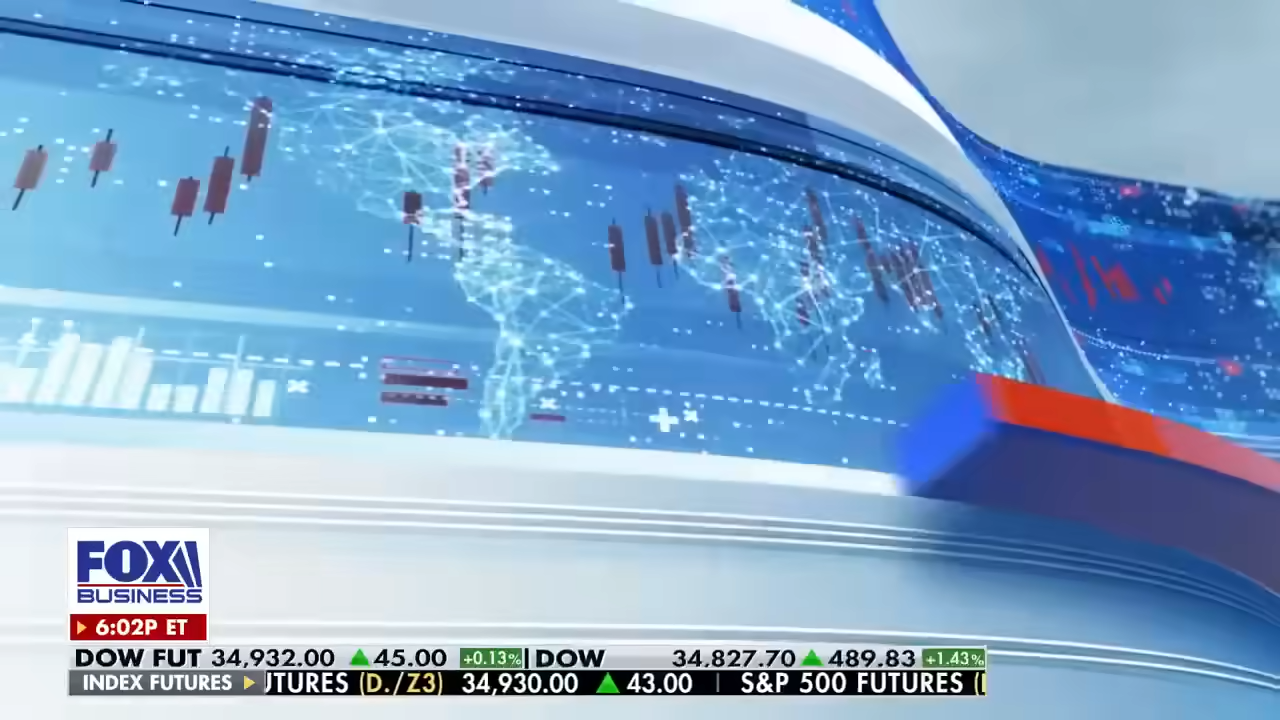 FOX
BUSINESS
6:02P ET
DOW FUT 34,932.00 ▲45.00 +0.13% DOW 34,827.70 ▲489.83 +1.43%
INDEX FUTURES UTURES (D./Z3) 34,930.00 ▲ 43.00 | S&P 500 FUTURES (